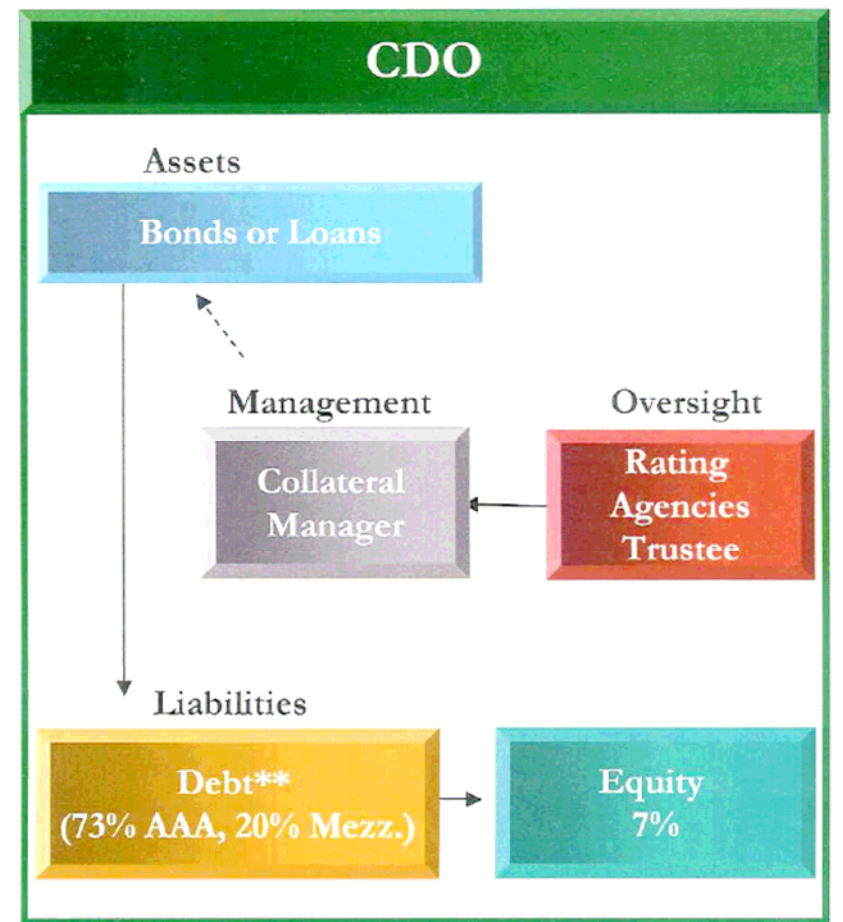 CDO
Assets
Bonds or Loans
Management
Collateral
Manager
Oversight
Rating
Agencies
Trustee
Liabilities
Debt**
(73% AAA, 20% Mezz.)
Equity
7%